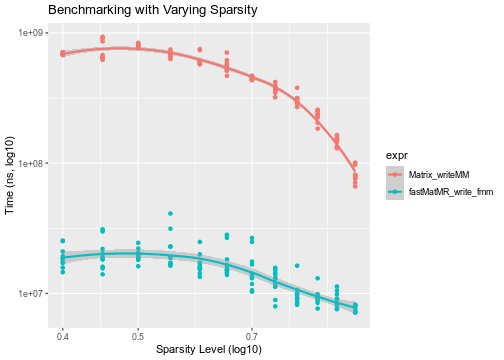 Benchmarking with Varying Sparsity
1e+09
1e+08
1e+07
Time (ns, log10)
0.4 0.5 0.7
Sparsity Level (log10)
expr
Matrix_writeMM
fastMatMR_write_fmm